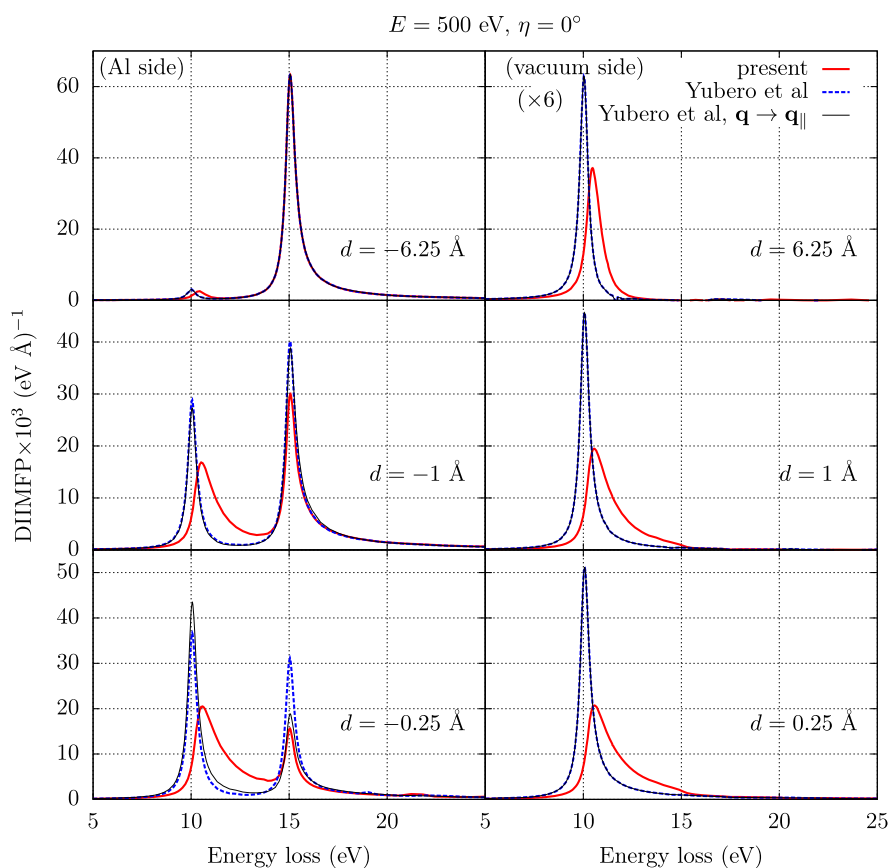 E = 500 eV, η = 0°
(Al side)
(vacuum side)
(×6)
present
Yubero et al
Yubero et al, q → q∥
60
40
20
0
d = −6.25 Å
d = 6.25 Å
DIIMFP×10³ (eV Å)⁻¹
40
30
20
10
0
d = −1 Å
d = 1 Å
50
40
30
20
10
0
d = −0.25 Å
d = 0.25 Å
5 10 15 20 5 10 15 20 25
Energy loss (eV) Energy loss (eV)